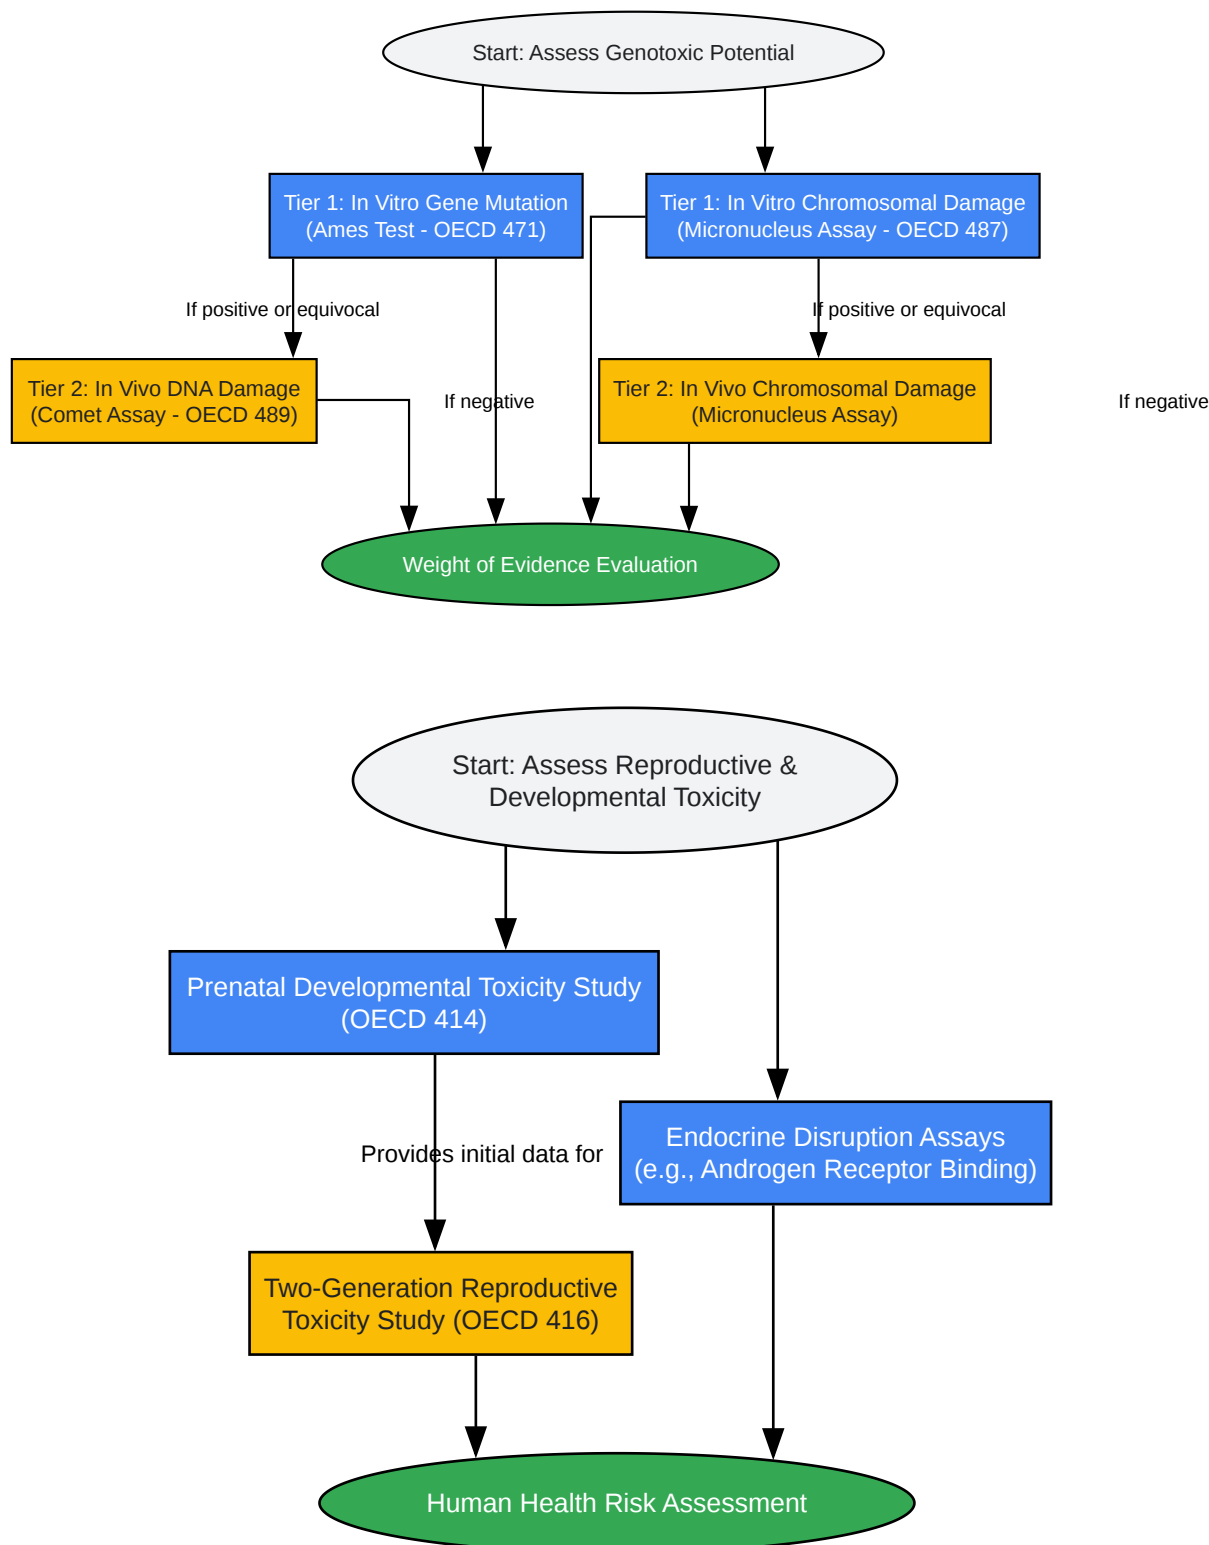 Start: Assess Genotoxic Potential
Tier 1: In Vitro Gene Mutation
(Ames Test - OECD 471)
Tier 1: In Vitro Chromosomal Damage
(Micronucleus Assay - OECD 487)
If positive or equivocal
If positive or equivocal
Tier 2: In Vivo DNA Damage
(Comet Assay - OECD 489)
If negative
Tier 2: In Vivo Chromosomal Damage
(Micronucleus Assay)
If negative
Weight of Evidence Evaluation
Start: Assess Reproductive &
Developmental Toxicity
Prenatal Developmental Toxicity Study
(OECD 414)
Provides initial data for
Endocrine Disruption Assays
(e.g., Androgen Receptor Binding)
Two-Generation Reproductive
Toxicity Study (OECD 416)
Human Health Risk Assessment